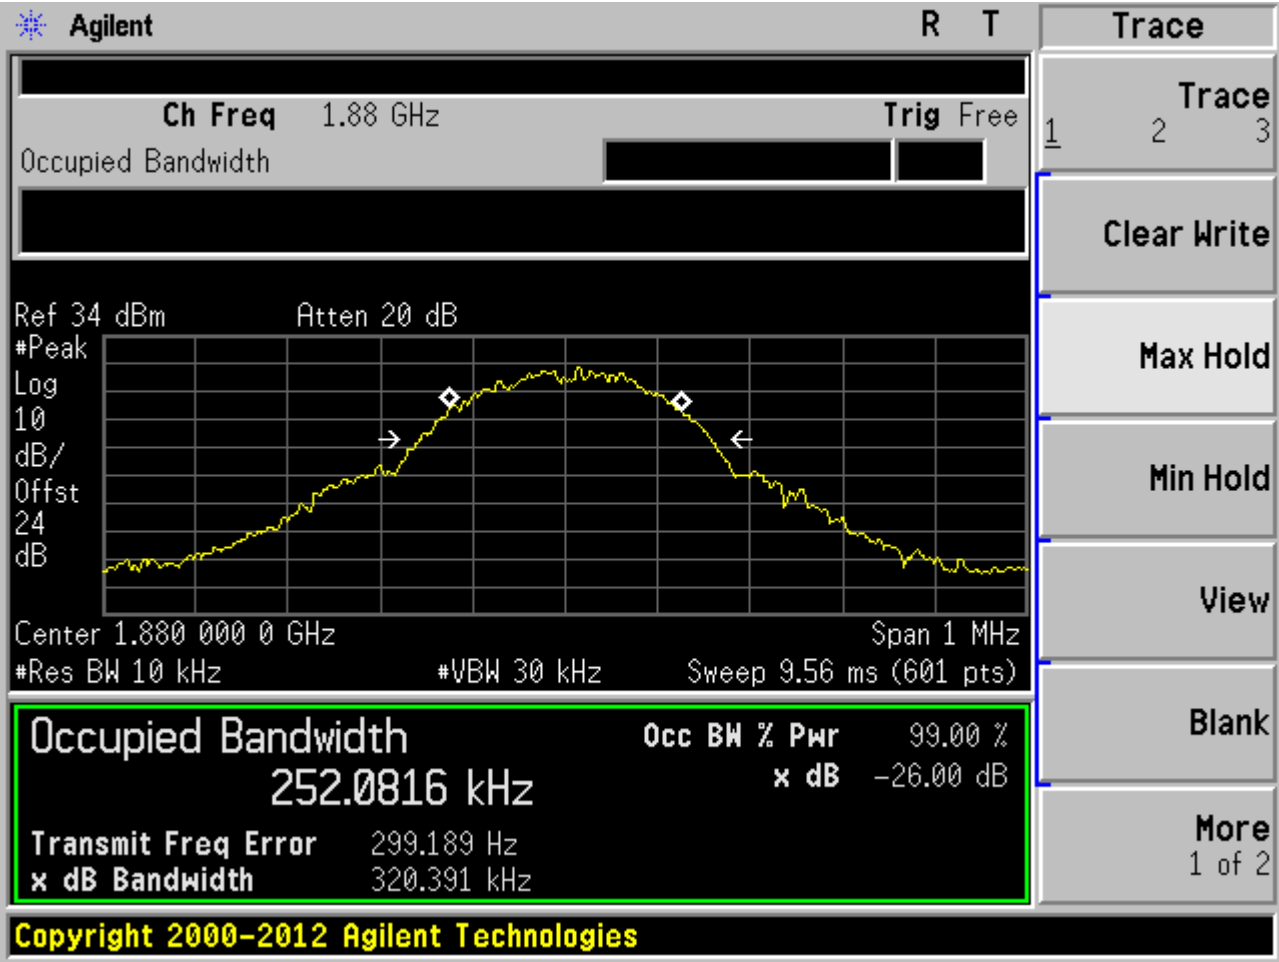 Agilent R T Trace
Ch Freq 1.88 GHz Trig Free
Occupied Bandwidth
Trace
1 2 3
Clear Write
Max Hold
Min Hold
View
Blank
More
1 of 2
Ref 34 dBm Atten 20 dB
#Peak
Log
10
dB/
Offst
24
dB
Center 1.880 000 0 GHz Span 1 MHz
#Res BW 10 kHz #VBW 30 kHz Sweep 9.56 ms (601 pts)
Occupied Bandwidth Occ BW % Pwr 99.00 %
252.0816 kHz x dB -26.00 dB
Transmit Freq Error 299.189 Hz
x dB Bandwidth 320.391 kHz
Copyright 2000-2012 Agilent Technologies